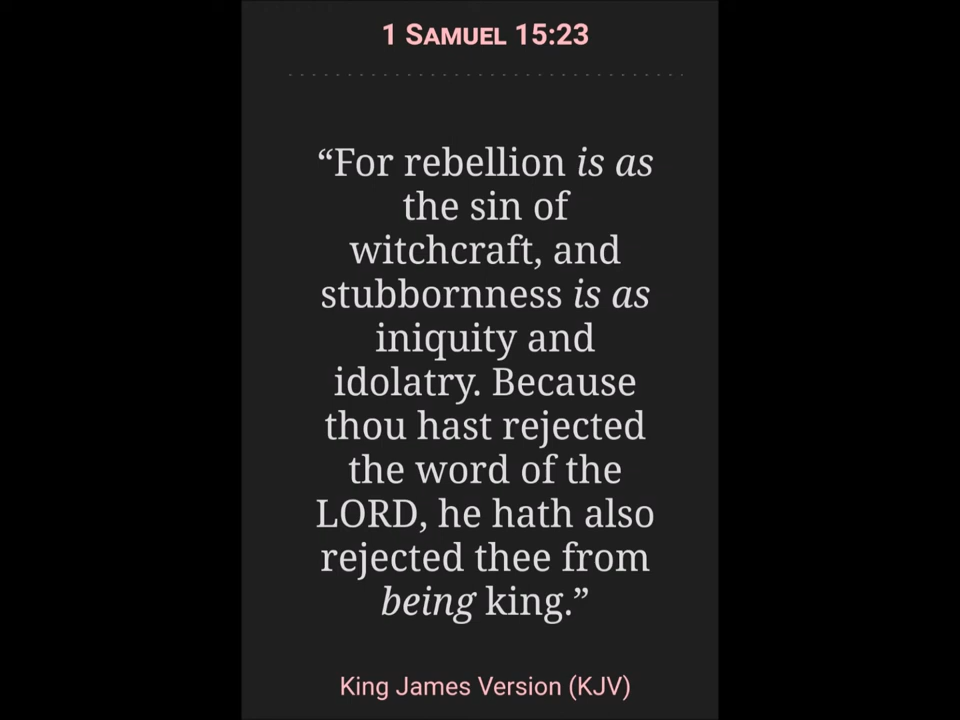 1 SAMUEL 15:23
“For rebellion is as
the sin of
witchcraft, and
stubbornness is as
iniquity and
idolatry. Because
thou hast rejected
the word of the
LORD, he hath also
rejected thee from
being king.”
King James Version (KJV)